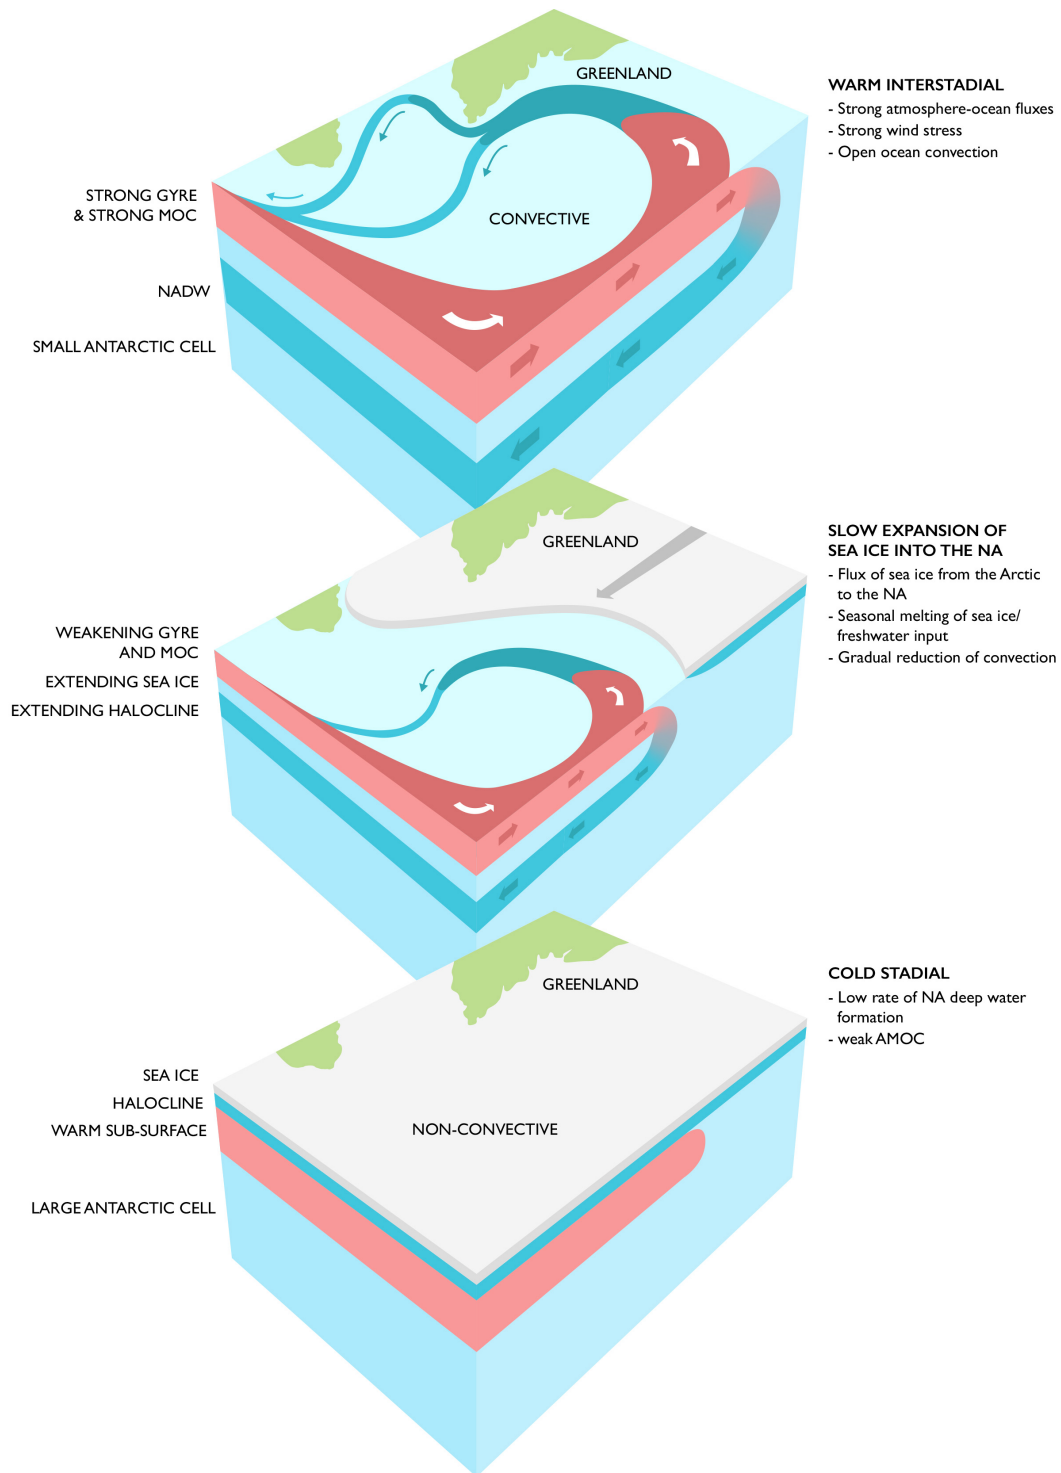 GREENLAND
WARM INTERSTADIAL
- Strong atmosphere-ocean fluxes
- Strong wind stress
- Open ocean convection
STRONG GYRE
& STRONG MOC
CONVECTIVE
NADW
SMALL ANTARCTIC CELL
GREENLAND
SLOW EXPANSION OF
SEA ICE INTO THE NA
- Flux of sea ice from the Arctic
to the NA
- Seasonal melting of sea ice/
freshwater input
- Gradual reduction of convection
WEAKENING GYRE
AND MOC
EXTENDING SEA ICE
EXTENDING HALOCLINE
GREENLAND
COLD STADIAL
- Low rate of NA deep water
formation
- weak AMOC
SEA ICE
HALOCLINE
WARM SUB-SURFACE
NON-CONVECTIVE
LARGE ANTARCTIC CELL